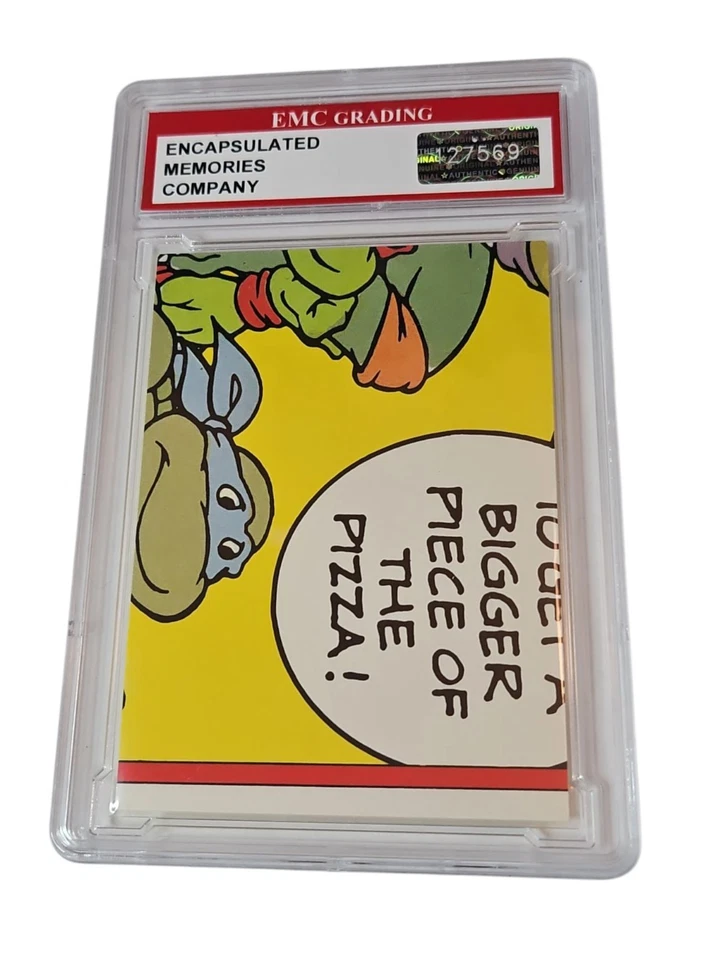 EMC GRADING
ENCAPSULATED
MEMORIES
COMPANY
27569
BIGGER
PIECE OF
THE
PIZZA!